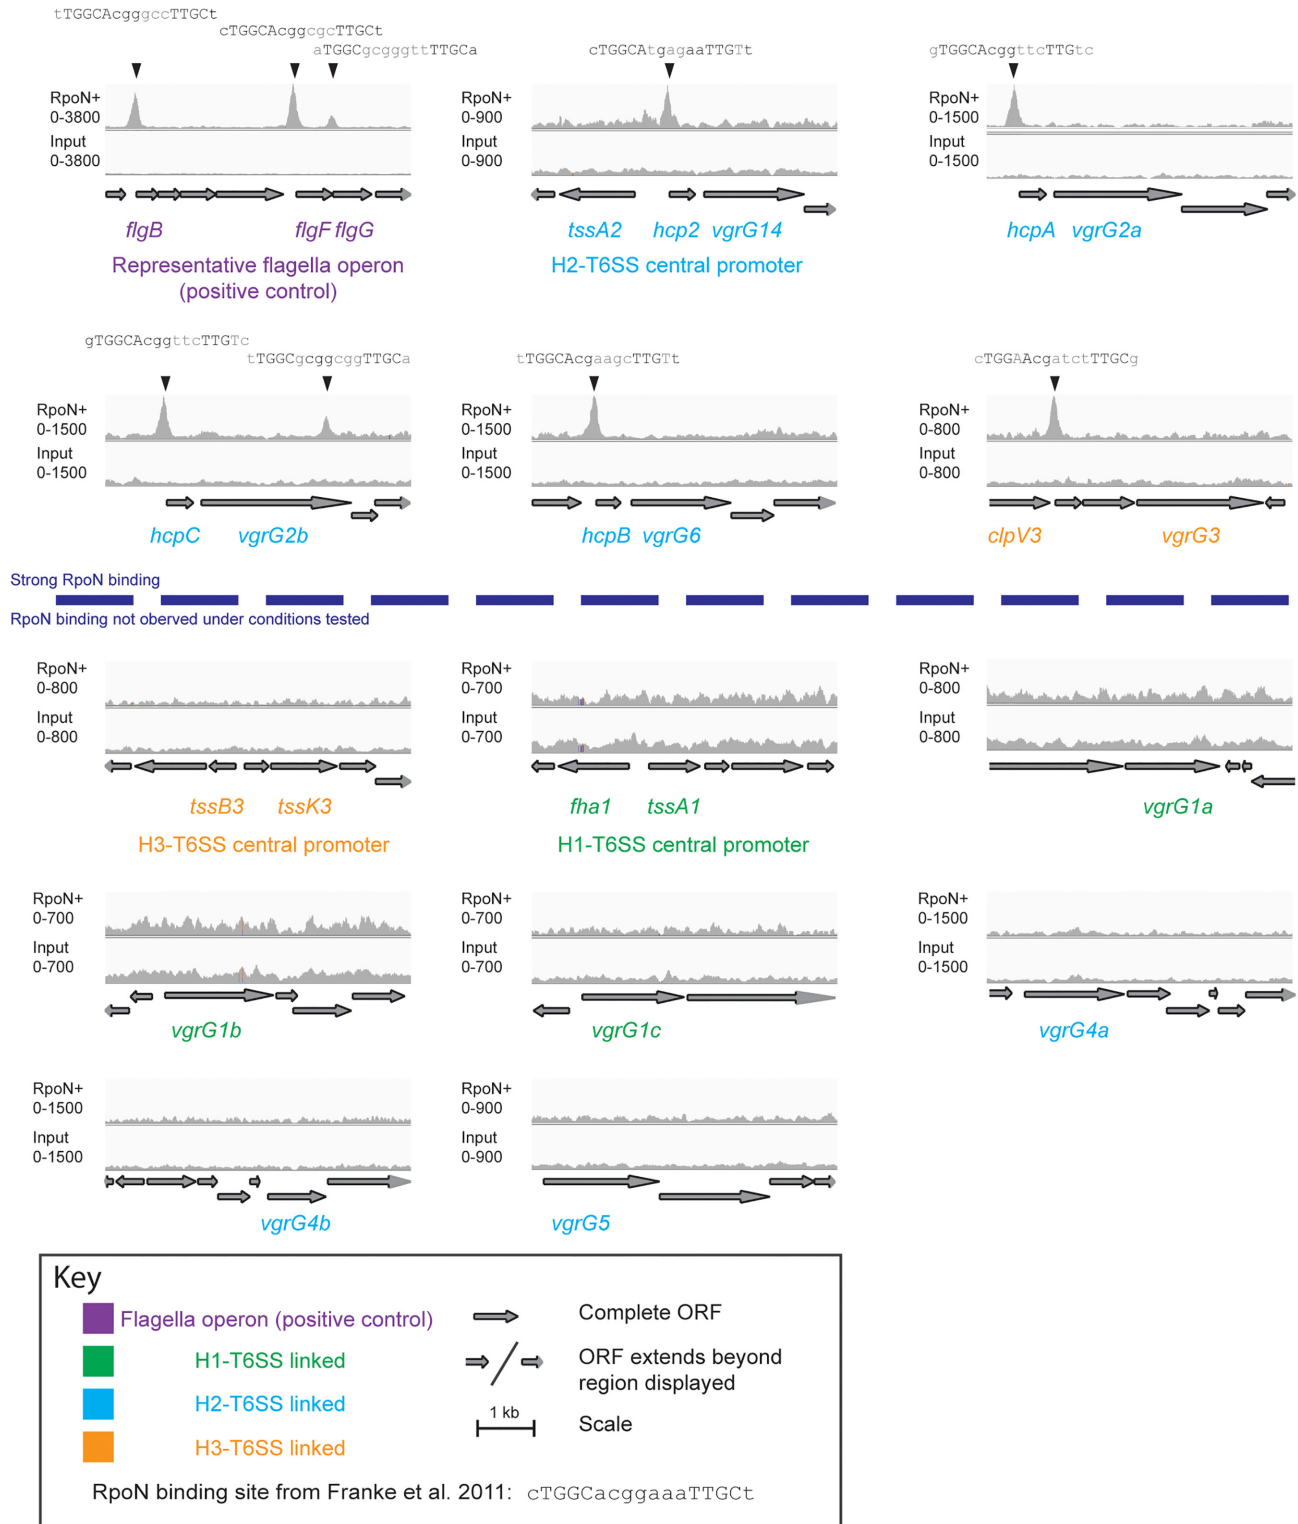 tTGGCAcgggccTTGCt
cTGGCAcggcgcTTGCt
aTGGCgcgggttTTGCa
RpoN+
0-3800
Input
0-3800
flgB
flgF flgG
Representative flagella operon
(positive control)
cTGGCAtgagaaTTGTt
RpoN+
0-900
Input
0-900
tssA2 hcp2 vgrG14
H2-T6SS central promoter
gTGGCAcggttcTTGtc
RpoN+
0-1500
Input
0-1500
hcpA vgrG2a
gTGGCAcggttcTTGTc
tTGGCgcggcggTTGCa
RpoN+
0-1500
Input
0-1500
hcpC vgrG2b
tTGGCAcgaagcTTGTt
RpoN+
0-1500
Input
0-1500
hcpB vgrG6
cTGGAAcgatctTTGCg
RpoN+
0-800
Input
0-800
clpV3 vgrG3
Strong RpoN binding
RpoN binding not oberved under conditions tested
RpoN+
0-800
Input
0-800
tssB3 tssK3
H3-T6SS central promoter
RpoN+
0-700
Input
0-700
fha1 tssA1
H1-T6SS central promoter
RpoN+
0-800
Input
0-800
vgrG1a
RpoN+
0-700
Input
0-700
vgrG1b
RpoN+
0-700
Input
0-700
vgrG1c
RpoN+
0-1500
Input
0-1500
vgrG4a
RpoN+
0-1500
Input
0-1500
vgrG4b
RpoN+
0-900
Input
0-900
vgrG5
Key
Flagella operon (positive control)
H1-T6SS linked
H2-T6SS linked
H3-T6SS linked
Complete ORF
ORF extends beyond
region displayed
1 kb
Scale
RpoN binding site from Franke et al. 2011: cTGGCacggaaaTTGCt